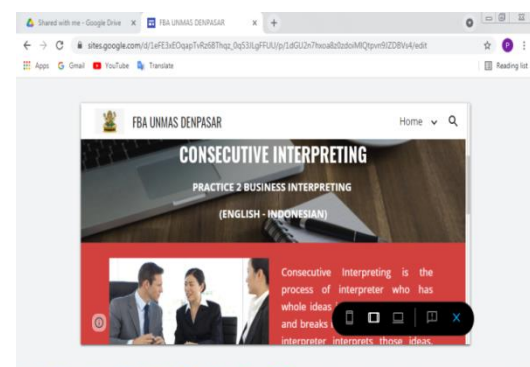 Shared with me - Google Drive
FBA UNMAS DENPASAR
sites.google.com/d/1eFE3xEOqapTvRz6BThqz_0qS3ILgFFUU/p/1dGU2n7hxoa8z0zdoiMlQtpvn9IZDBVs4/edit
Apps Gmail YouTube Translate Reading list
FBA UNMAS DENPASAR Home
CONSECUTIVE INTERPRETING
PRACTICE 2 BUSINESS INTERPRETING
(ENGLISH - INDONESIAN)
Consecutive Interpreting is the
process of interpreter who has
whole ideas
and breaks
interpreter interprets those ideas.